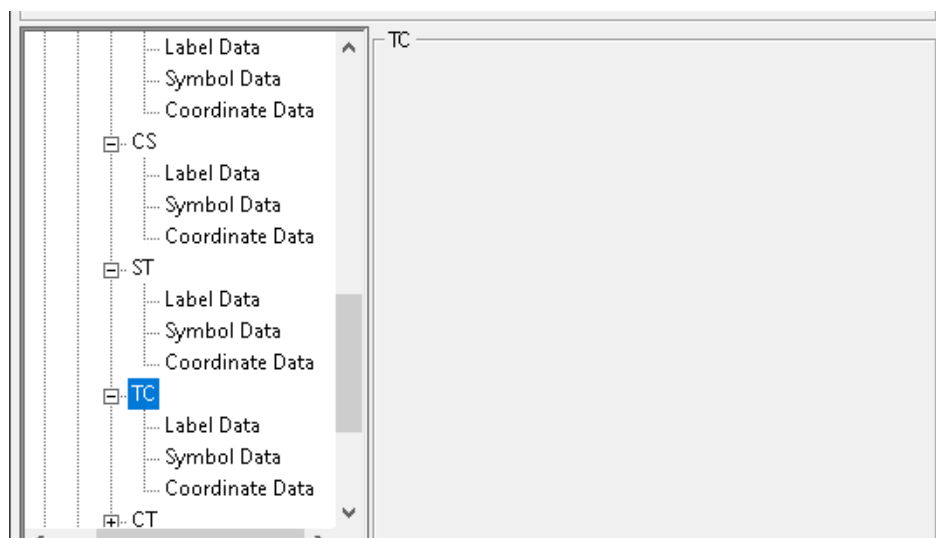 Label Data
Symbol Data
Coordinate Data
CS
Label Data
Symbol Data
Coordinate Data
ST
Label Data
Symbol Data
Coordinate Data
TC
Label Data
Symbol Data
Coordinate Data
CT
TC